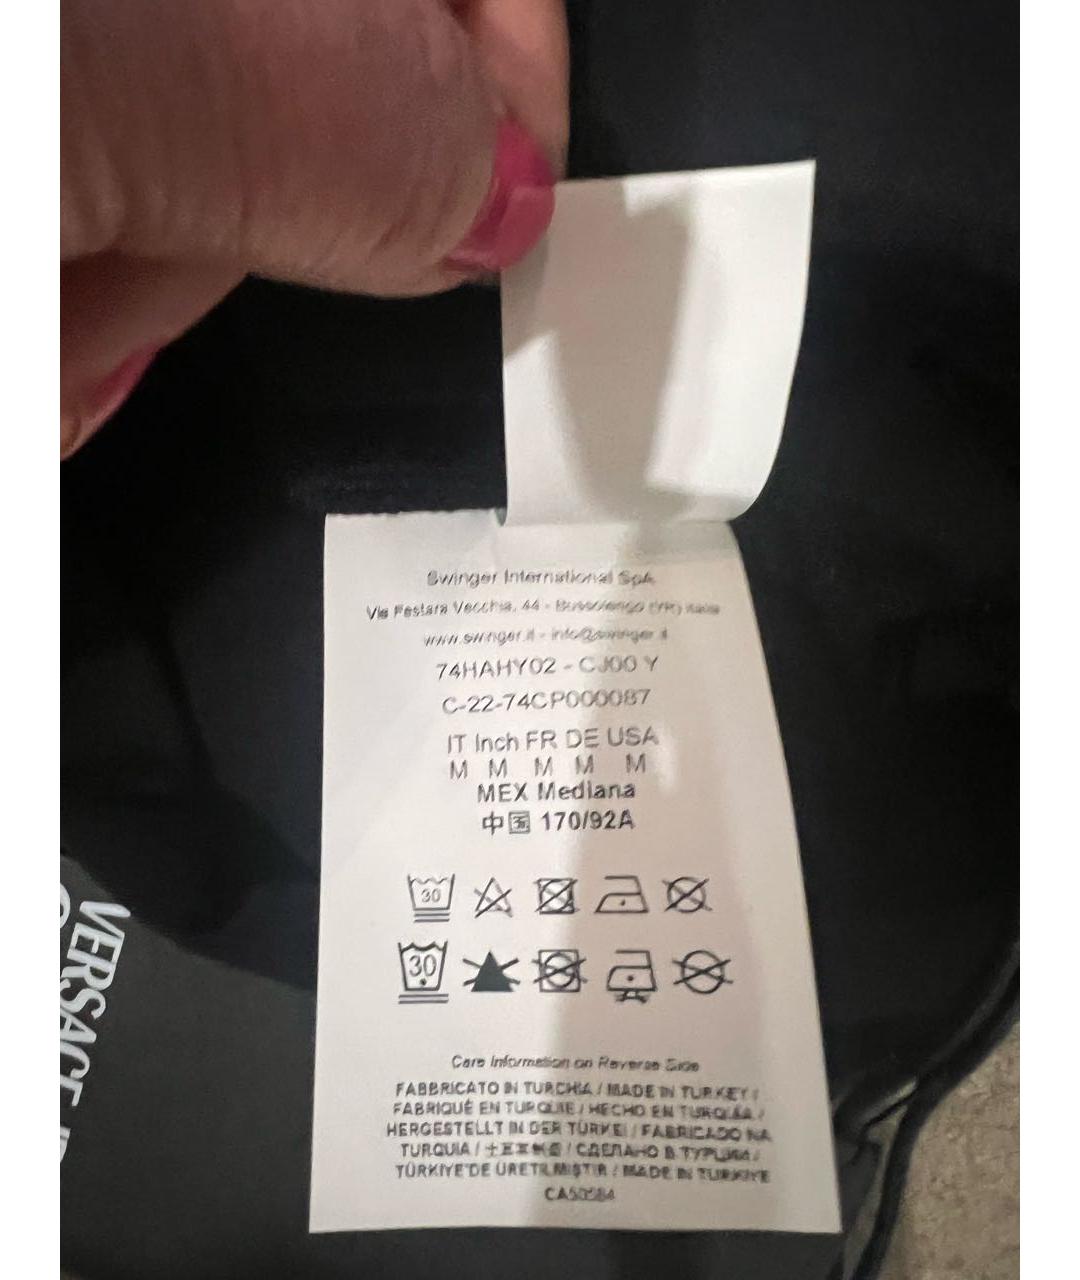 Swinger International SpA
Via Festara Vecchia, 44 - Bussolengo (VR) Italia
www.swinger.it - info@swinger.it
74HAHY02 - CJ00 Y
C-22-74CP000087
IT Inch FR DE USA
M M M M M
MEX Mediana
中国 170/92A
30
30
Care Information on Reverse Side
FABBRICATO IN TURCHIA / MADE IN TURKEY /
FABRIQUÉ EN TURQUIE / HECHO EN TURQUÍA /
HERGESTELLT IN DER TÜRKEI / FABRICADO NA
TURQUIA / 土耳其制造 / СДЕЛАНО В ТУРЦИИ /
TÜRKİYE'DE ÜRETİLMİŞTİR / MADE IN TURKIYE
VERSACE